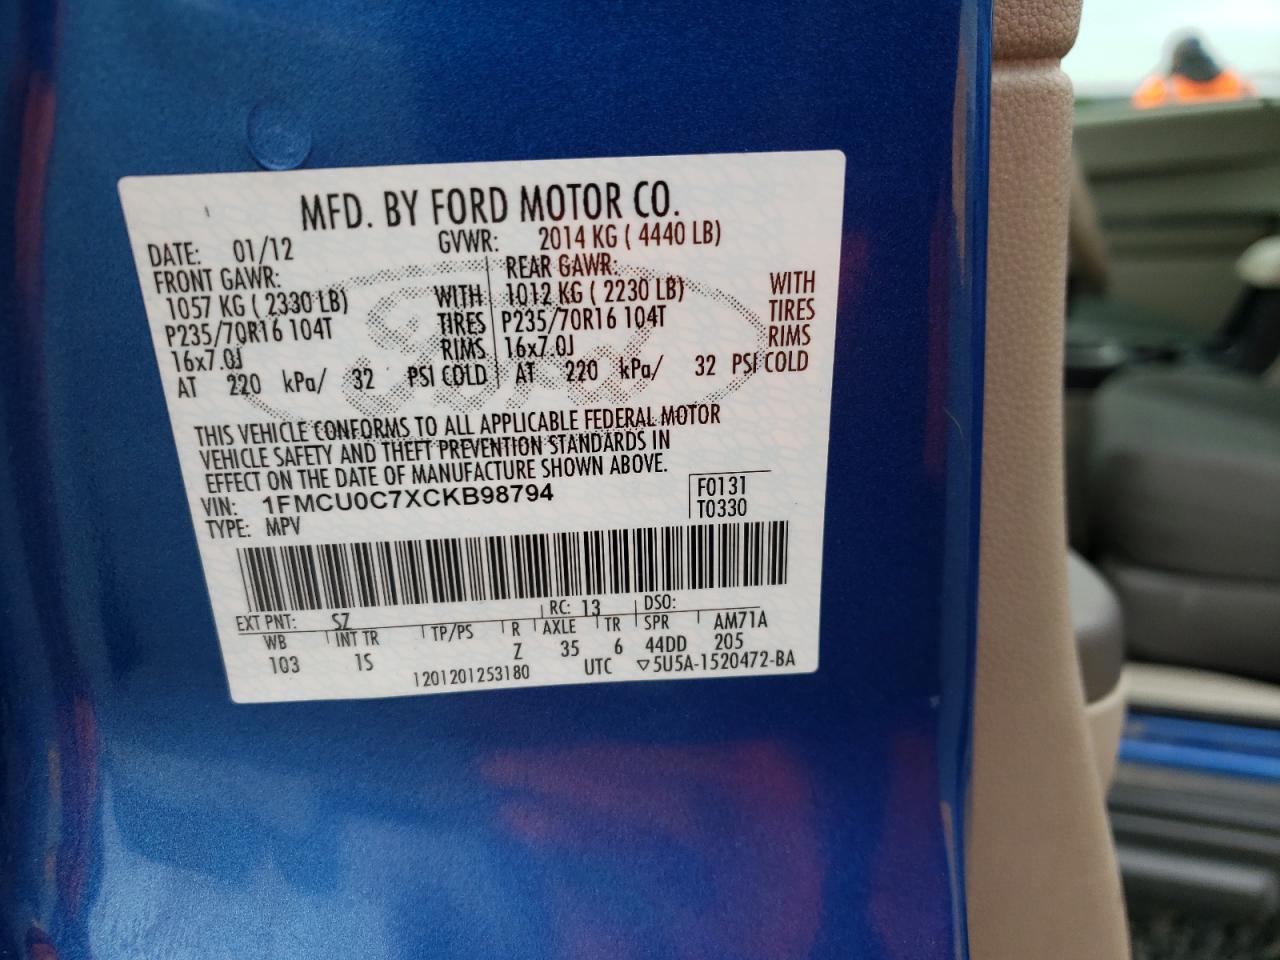 MFD. BY FORD MOTOR CO.
DATE: 01/12 GVWR: 2014 KG ( 4440 LB)
FRONT GAWR: REAR GAWR:
1057 KG ( 2330 LB) WITH 1012 KG ( 2230 LB) WITH
P235/70R16 104T TIRES P235/70R16 104T TIRES
16x7.0J RIMS 16x7.0J RIMS
AT 220 kPa/ 32 PSI COLD AT 220 kPa/ 32 PSI COLD
THIS VEHICLE CONFORMS TO ALL APPLICABLE FEDERAL MOTOR
VEHICLE SAFETY AND THEFT PREVENTION STANDARDS IN
EFFECT ON THE DATE OF MANUFACTURE SHOWN ABOVE.
VIN: 1FMCU0C7XCKB98794 F0131
TYPE: MPV T0330
EXT PNT: SZ RC: 13 DSO:
WB INT TR TP/PS R AXLE TR SPR AM71A
103 1S Z 35 6 44DD 205
1201201253180 UTC ▽5U5A-1520472-BA